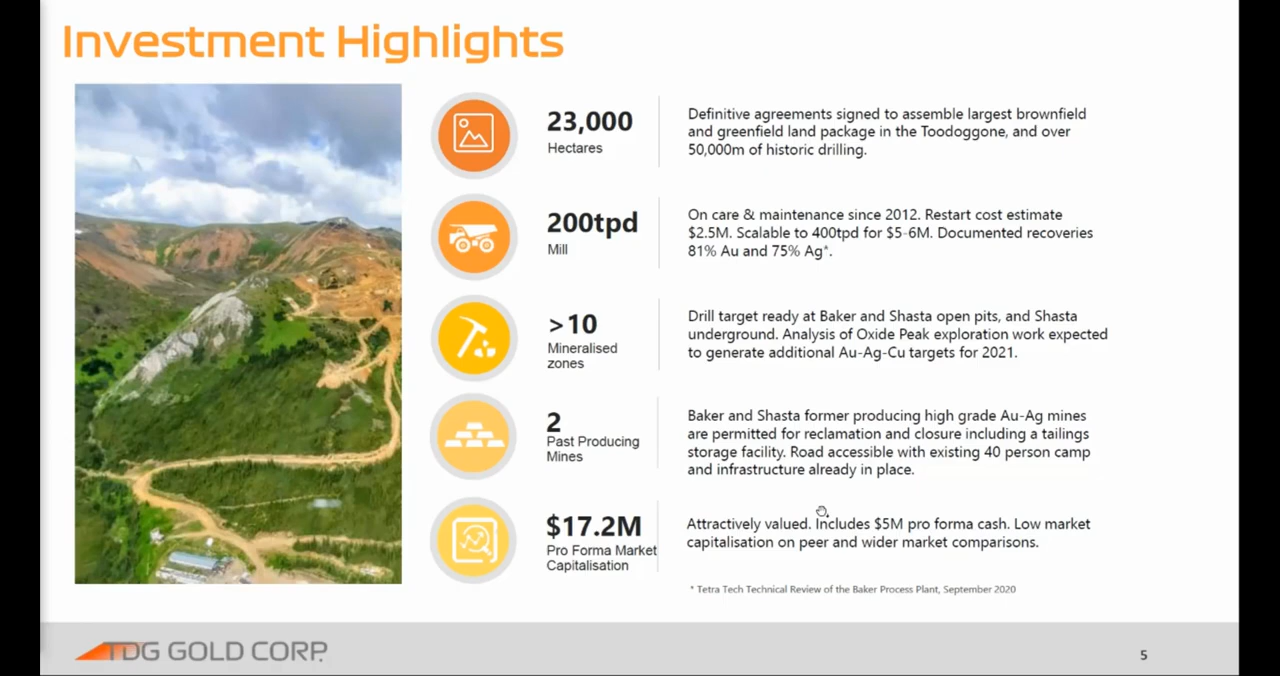 Investment Highlights
23,000
Hectares
Definitive agreements signed to assemble largest brownfield
and greenfield land package in the Toodoggone, and over
50,000m of historic drilling.
200tpd
Mill
On care & maintenance since 2012. Restart cost estimate
$2.5M. Scalable to 400tpd for $5-6M. Documented recoveries
81% Au and 75% Ag*.
>10
Mineralised
zones
Drill target ready at Baker and Shasta open pits, and Shasta
underground. Analysis of Oxide Peak exploration work expected
to generate additional Au-Ag-Cu targets for 2021.
2
Past Producing
Mines
Baker and Shasta former producing high grade Au-Ag mines
are permitted for reclamation and closure including a tailings
storage facility. Road accessible with existing 40 person camp
and infrastructure already in place.
$17.2M
Pro Forma Market
Capitalisation
Attractively valued. Includes $5M pro forma cash. Low market
capitalisation on peer and wider market comparisons.
* Tetra Tech Technical Review of the Baker Process Plant, September 2020
TDG GOLD CORP.
5